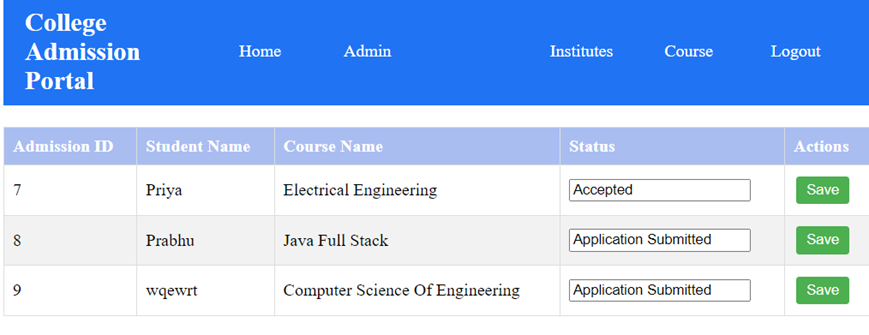 College
Admission
Portal
Home Admin Institutes Course Logout
Admission ID Student Name Course Name Status Actions
7 Priya Electrical Engineering Accepted Save
8 Prabhu Java Full Stack Application Submitted Save
9 wqewrt Computer Science Of Engineering Application Submitted Save